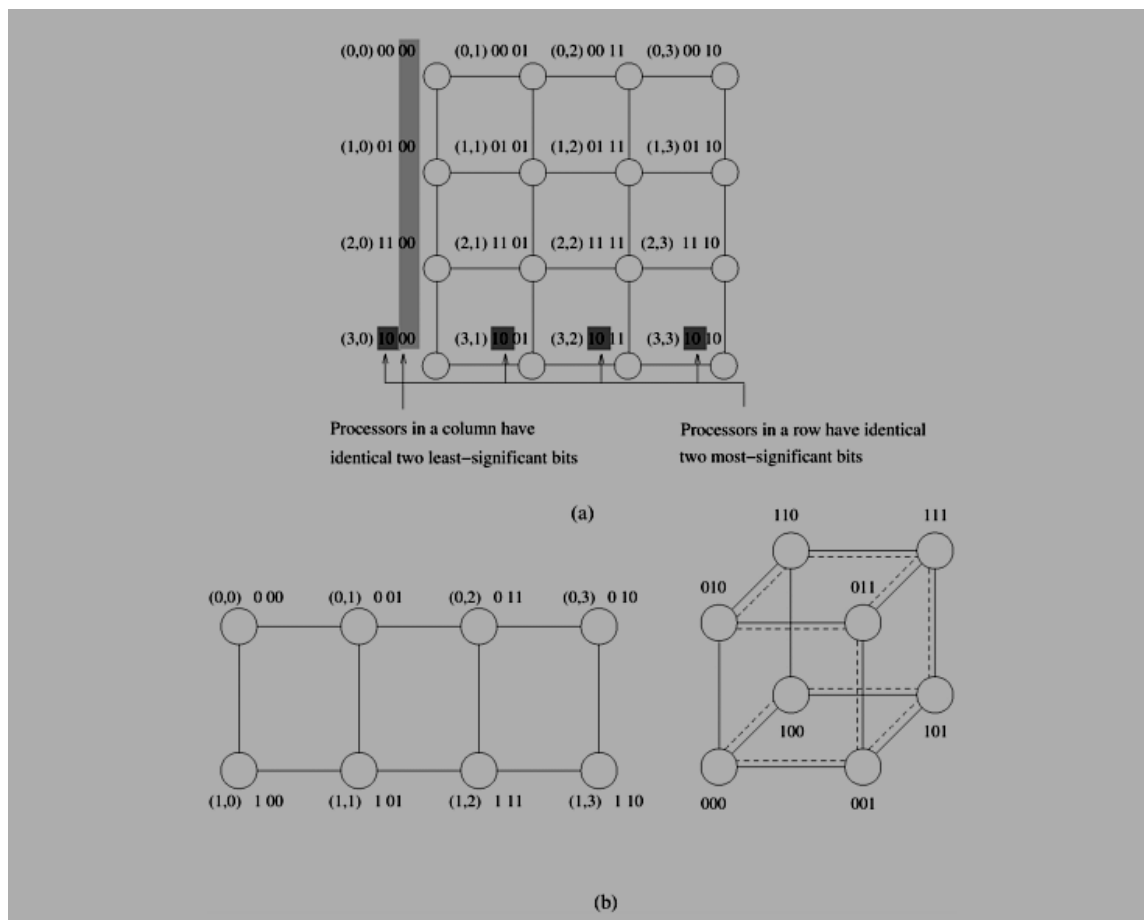 (0,0) 00 00 (0,1) 00 01 (0,2) 00 11 (0,3) 00 10
(1,0) 01 00 (1,1) 01 01 (1,2) 01 11 (1,3) 01 10
(2,0) 11 00 (2,1) 11 01 (2,2) 11 11 (2,3) 11 10
(3,0) 10 00 (3,1) 10 01 (3,2) 10 11 (3,3) 10 10
Processors in a column have
identical two least−significant bits
Processors in a row have identical
two most−significant bits
(a)
(0,0) 0 00 (0,1) 0 01 (0,2) 0 11 (0,3) 0 10
(1,0) 1 00 (1,1) 1 01 (1,2) 1 11 (1,3) 1 10
110 111
010 011
100 101
000 001
(b)